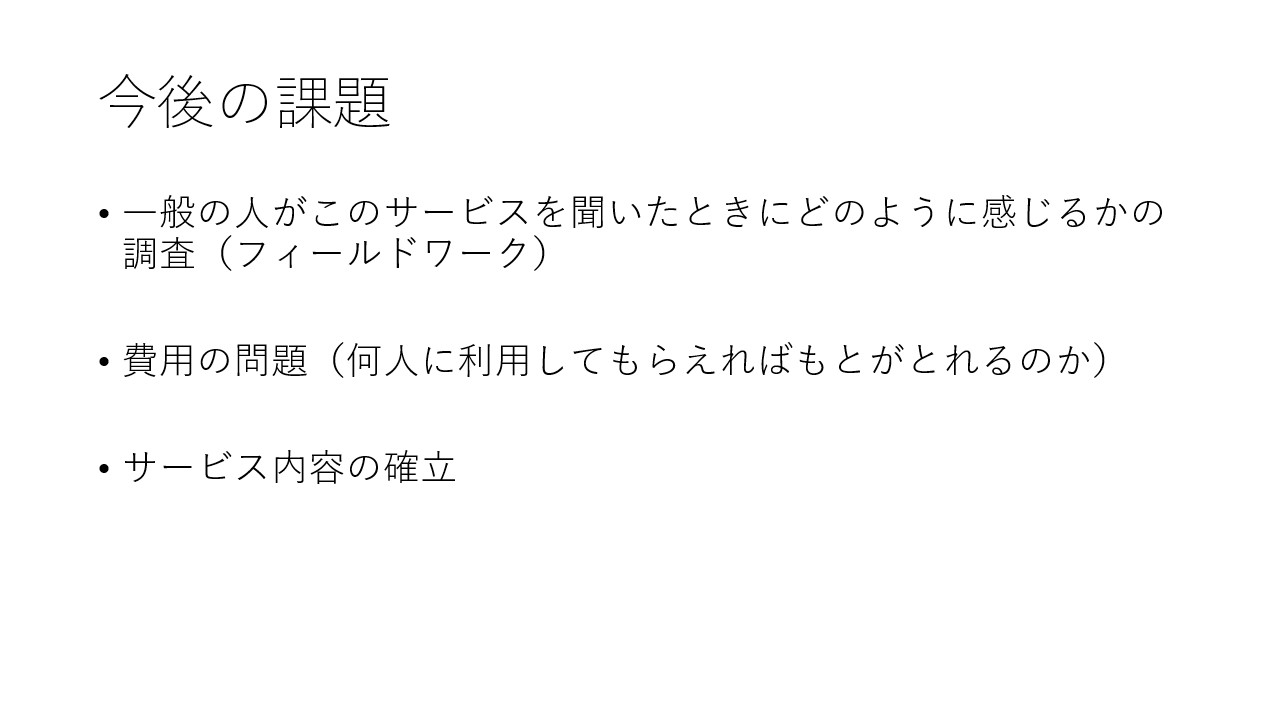 今後の課題
• 一般の人がこのサービスを聞いたときにどのように感じるかの
調査（フィールドワーク）
• 費用の問題（何人に利用してもらえればもとがとれるのか）
• サービス内容の確立